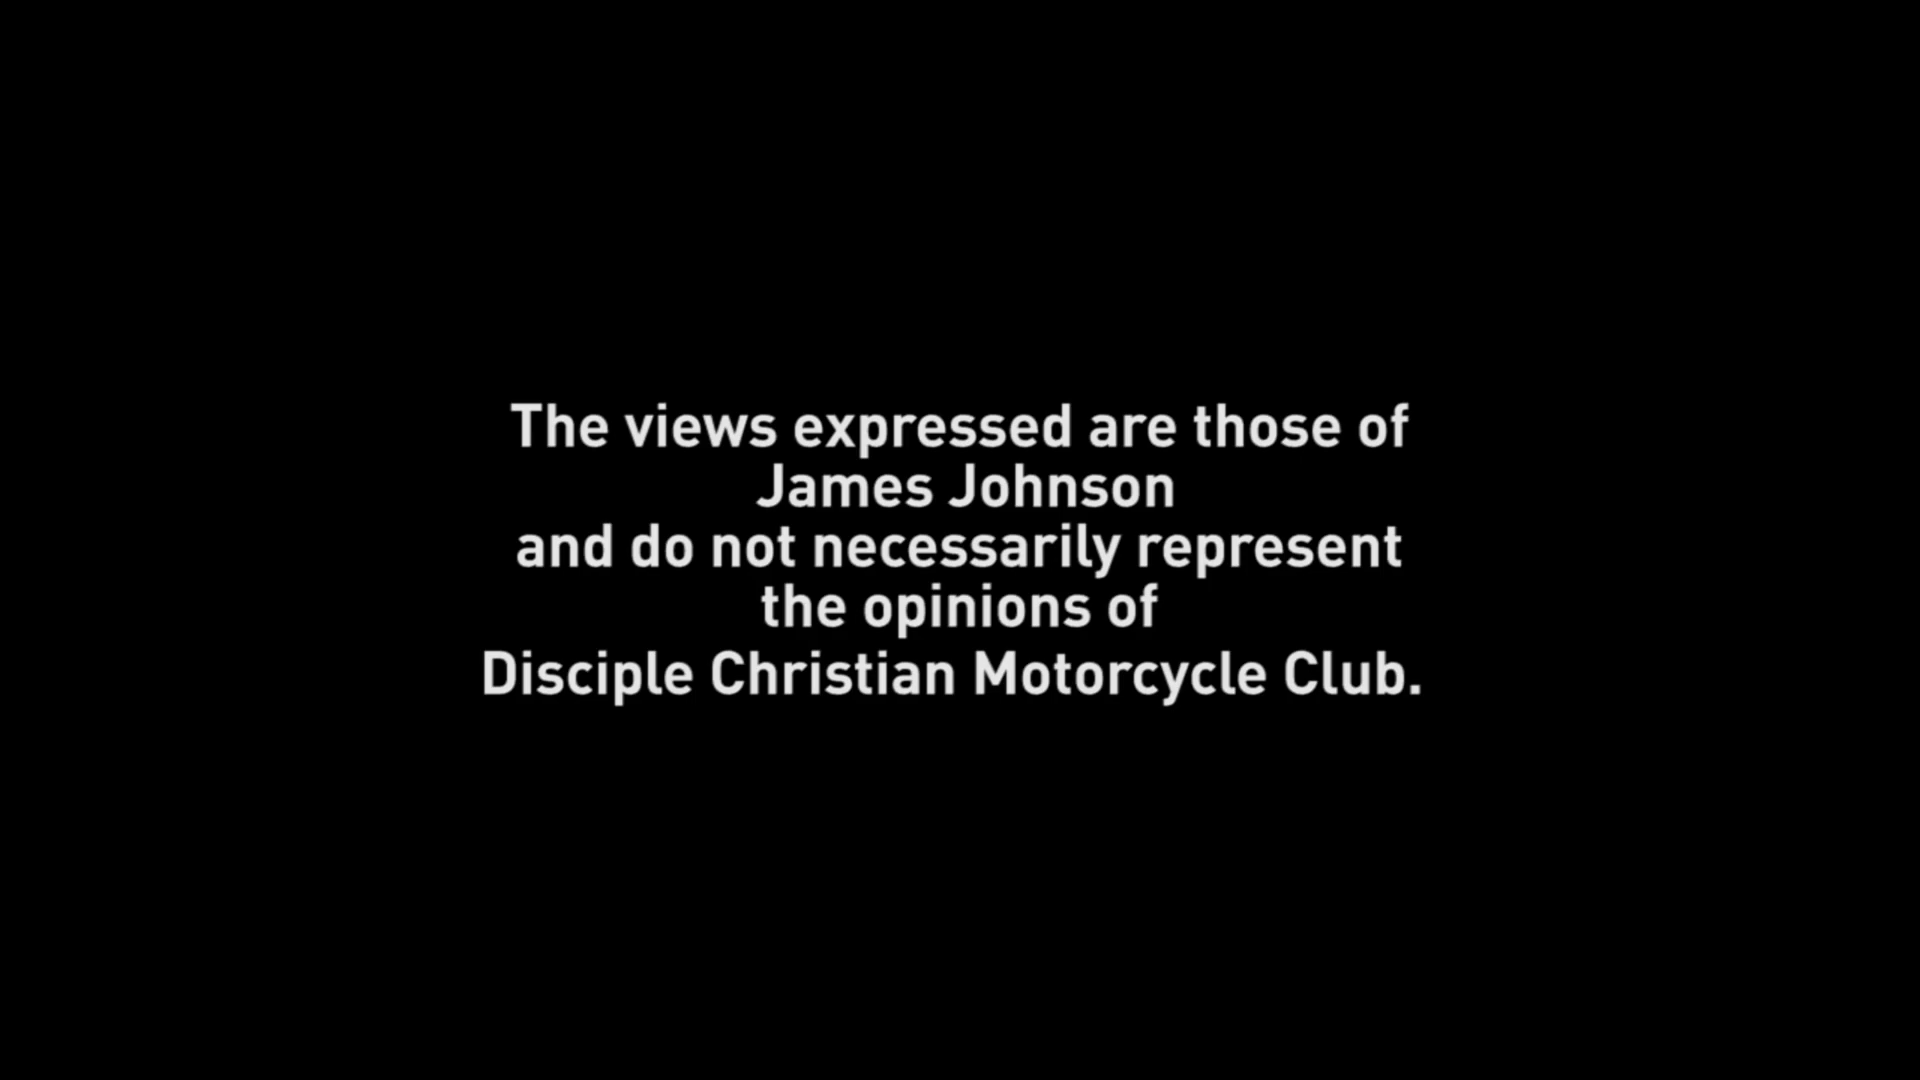 The views expressed are those of
James Johnson
and do not necessarily represent
the opinions of
Disciple Christian Motorcycle Club.